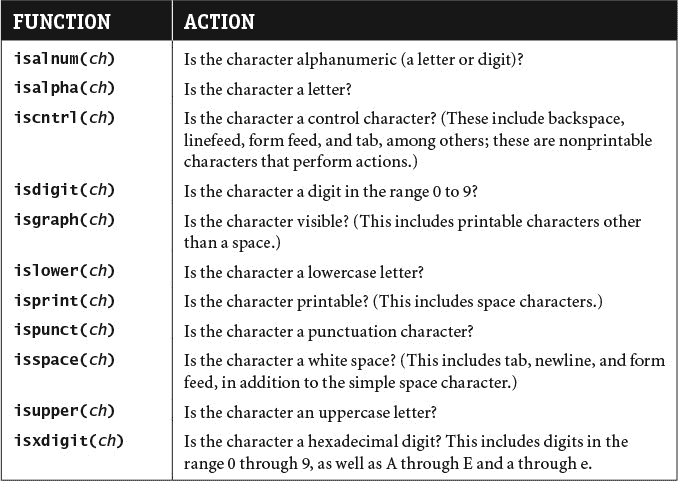 FUNCTION ACTION
isalnum(ch) Is the character alphanumeric (a letter or digit)?
isalpha(ch) Is the character a letter?
iscntrl(ch) Is the character a control character? (These include backspace,
linefeed, form feed, and tab, among others; these are nonprintable
characters that perform actions.)
isdigit(ch) Is the character a digit in the range 0 to 9?
isgraph(ch) Is the character visible? (This includes printable characters other
than a space.)
islower(ch) Is the character a lowercase letter?
isprint(ch) Is the character printable? (This includes space characters.)
ispunct(ch) Is the character a punctuation character?
isspace(ch) Is the character a white space? (This includes tab, newline, and form
feed, in addition to the simple space character.)
isupper(ch) Is the character an uppercase letter?
isxdigit(ch) Is the character a hexadecimal digit? This includes digits in the
range 0 through 9, as well as A through E and a through e.